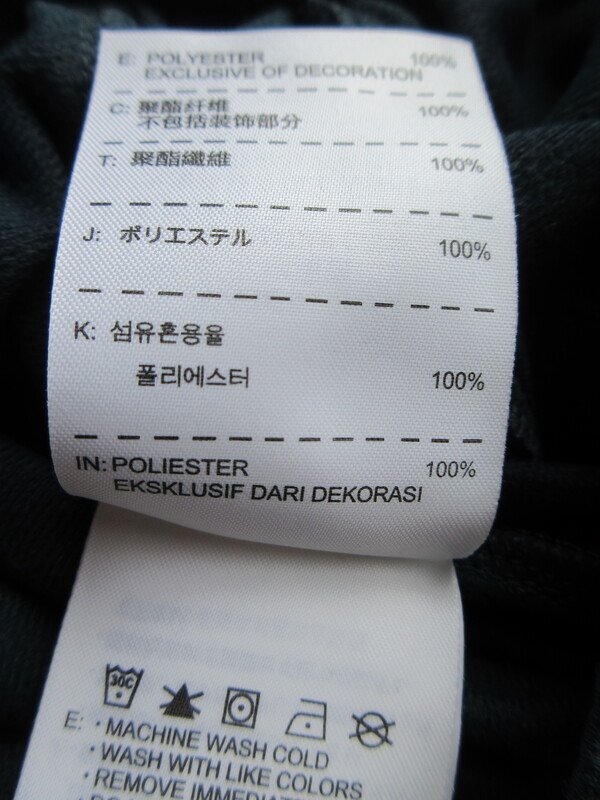 E: POLYESTER 100%
EXCLUSIVE OF DECORATION
C: 聚酯纤维 100%
不包括装饰部分
T: 聚酯纖維 100%
J: ポリエステル 100%
K: 섬유혼용율
폴리에스터 100%
IN: POLIESTER 100%
EKSKLUSIF DARI DEKORASI
30C
E: · MACHINE WASH COLD
· WASH WITH LIKE COLORS
· REMOVE